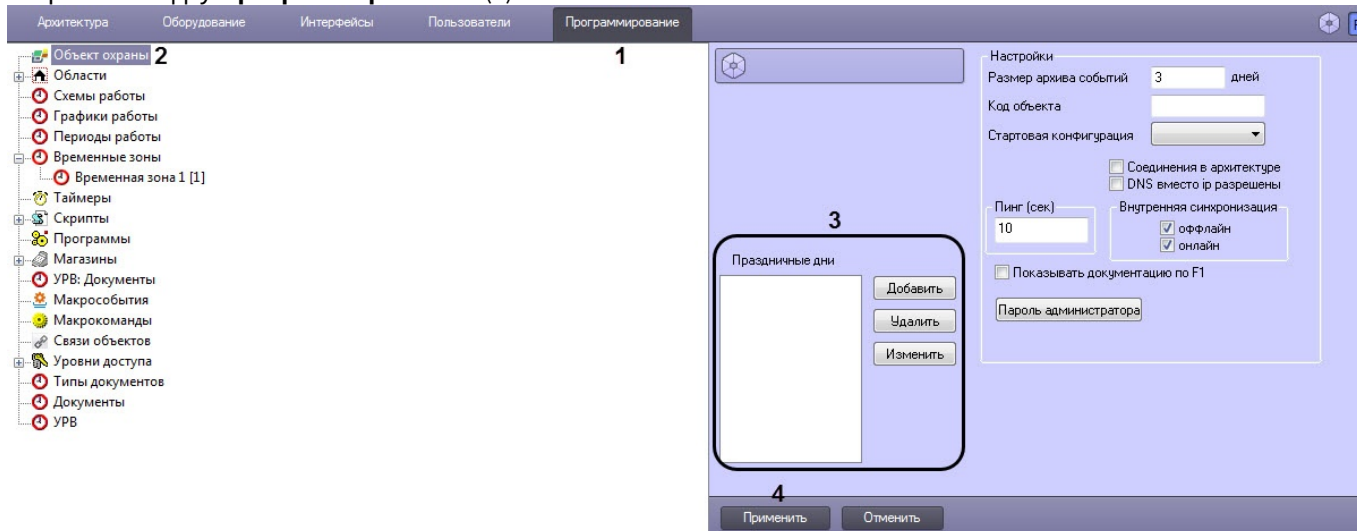 Архитектура
Оборудование
Интерфейсы
Пользователи
Программирование
1
Объект охраны 2
Области
Схемы работы
Графики работы
Периоды работы
Временные зоны
Временная зона 1 [1]
Таймеры
Скрипты
Программы
Магазины
УРВ: Документы
Макрособытия
Макрокоманды
Связи объектов
Уровни доступа
Типы документов
Документы
УРВ
Настройки
Размер архива событий 3 дней
Код объекта
Стартовая конфигурация
Соединения в архитектуре
DNS вместо ip разрешены
Пинг (сек)
10
Внутренняя синхронизация
оффлайн
онлайн
Показывать документацию по F1
Пароль администратора
3
Праздничные дни
Добавить
Удалить
Изменить
4
Применить
Отменить